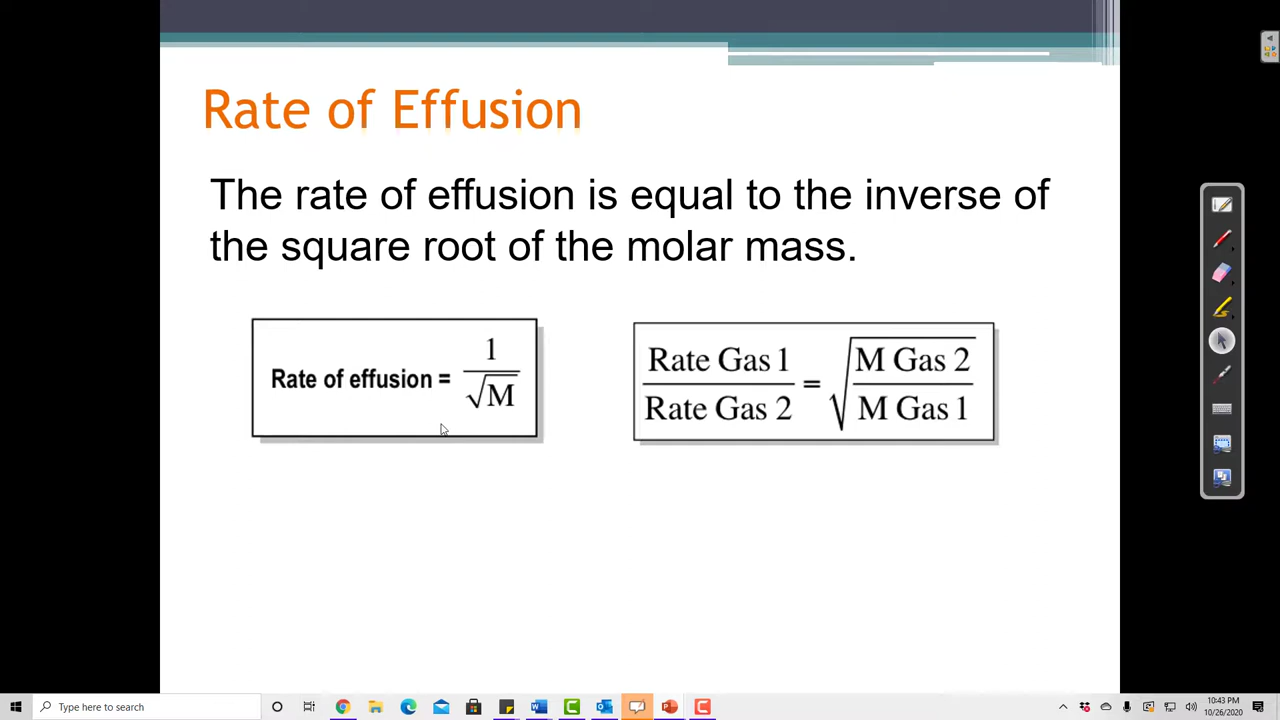 Rate of Effusion
The rate of effusion is equal to the inverse of
the square root of the molar mass.
Rate of effusion = 1 / √M
Rate Gas 1 / Rate Gas 2 = √(M Gas 2 / M Gas 1)
Type here to search
10:43 PM
10/26/2020